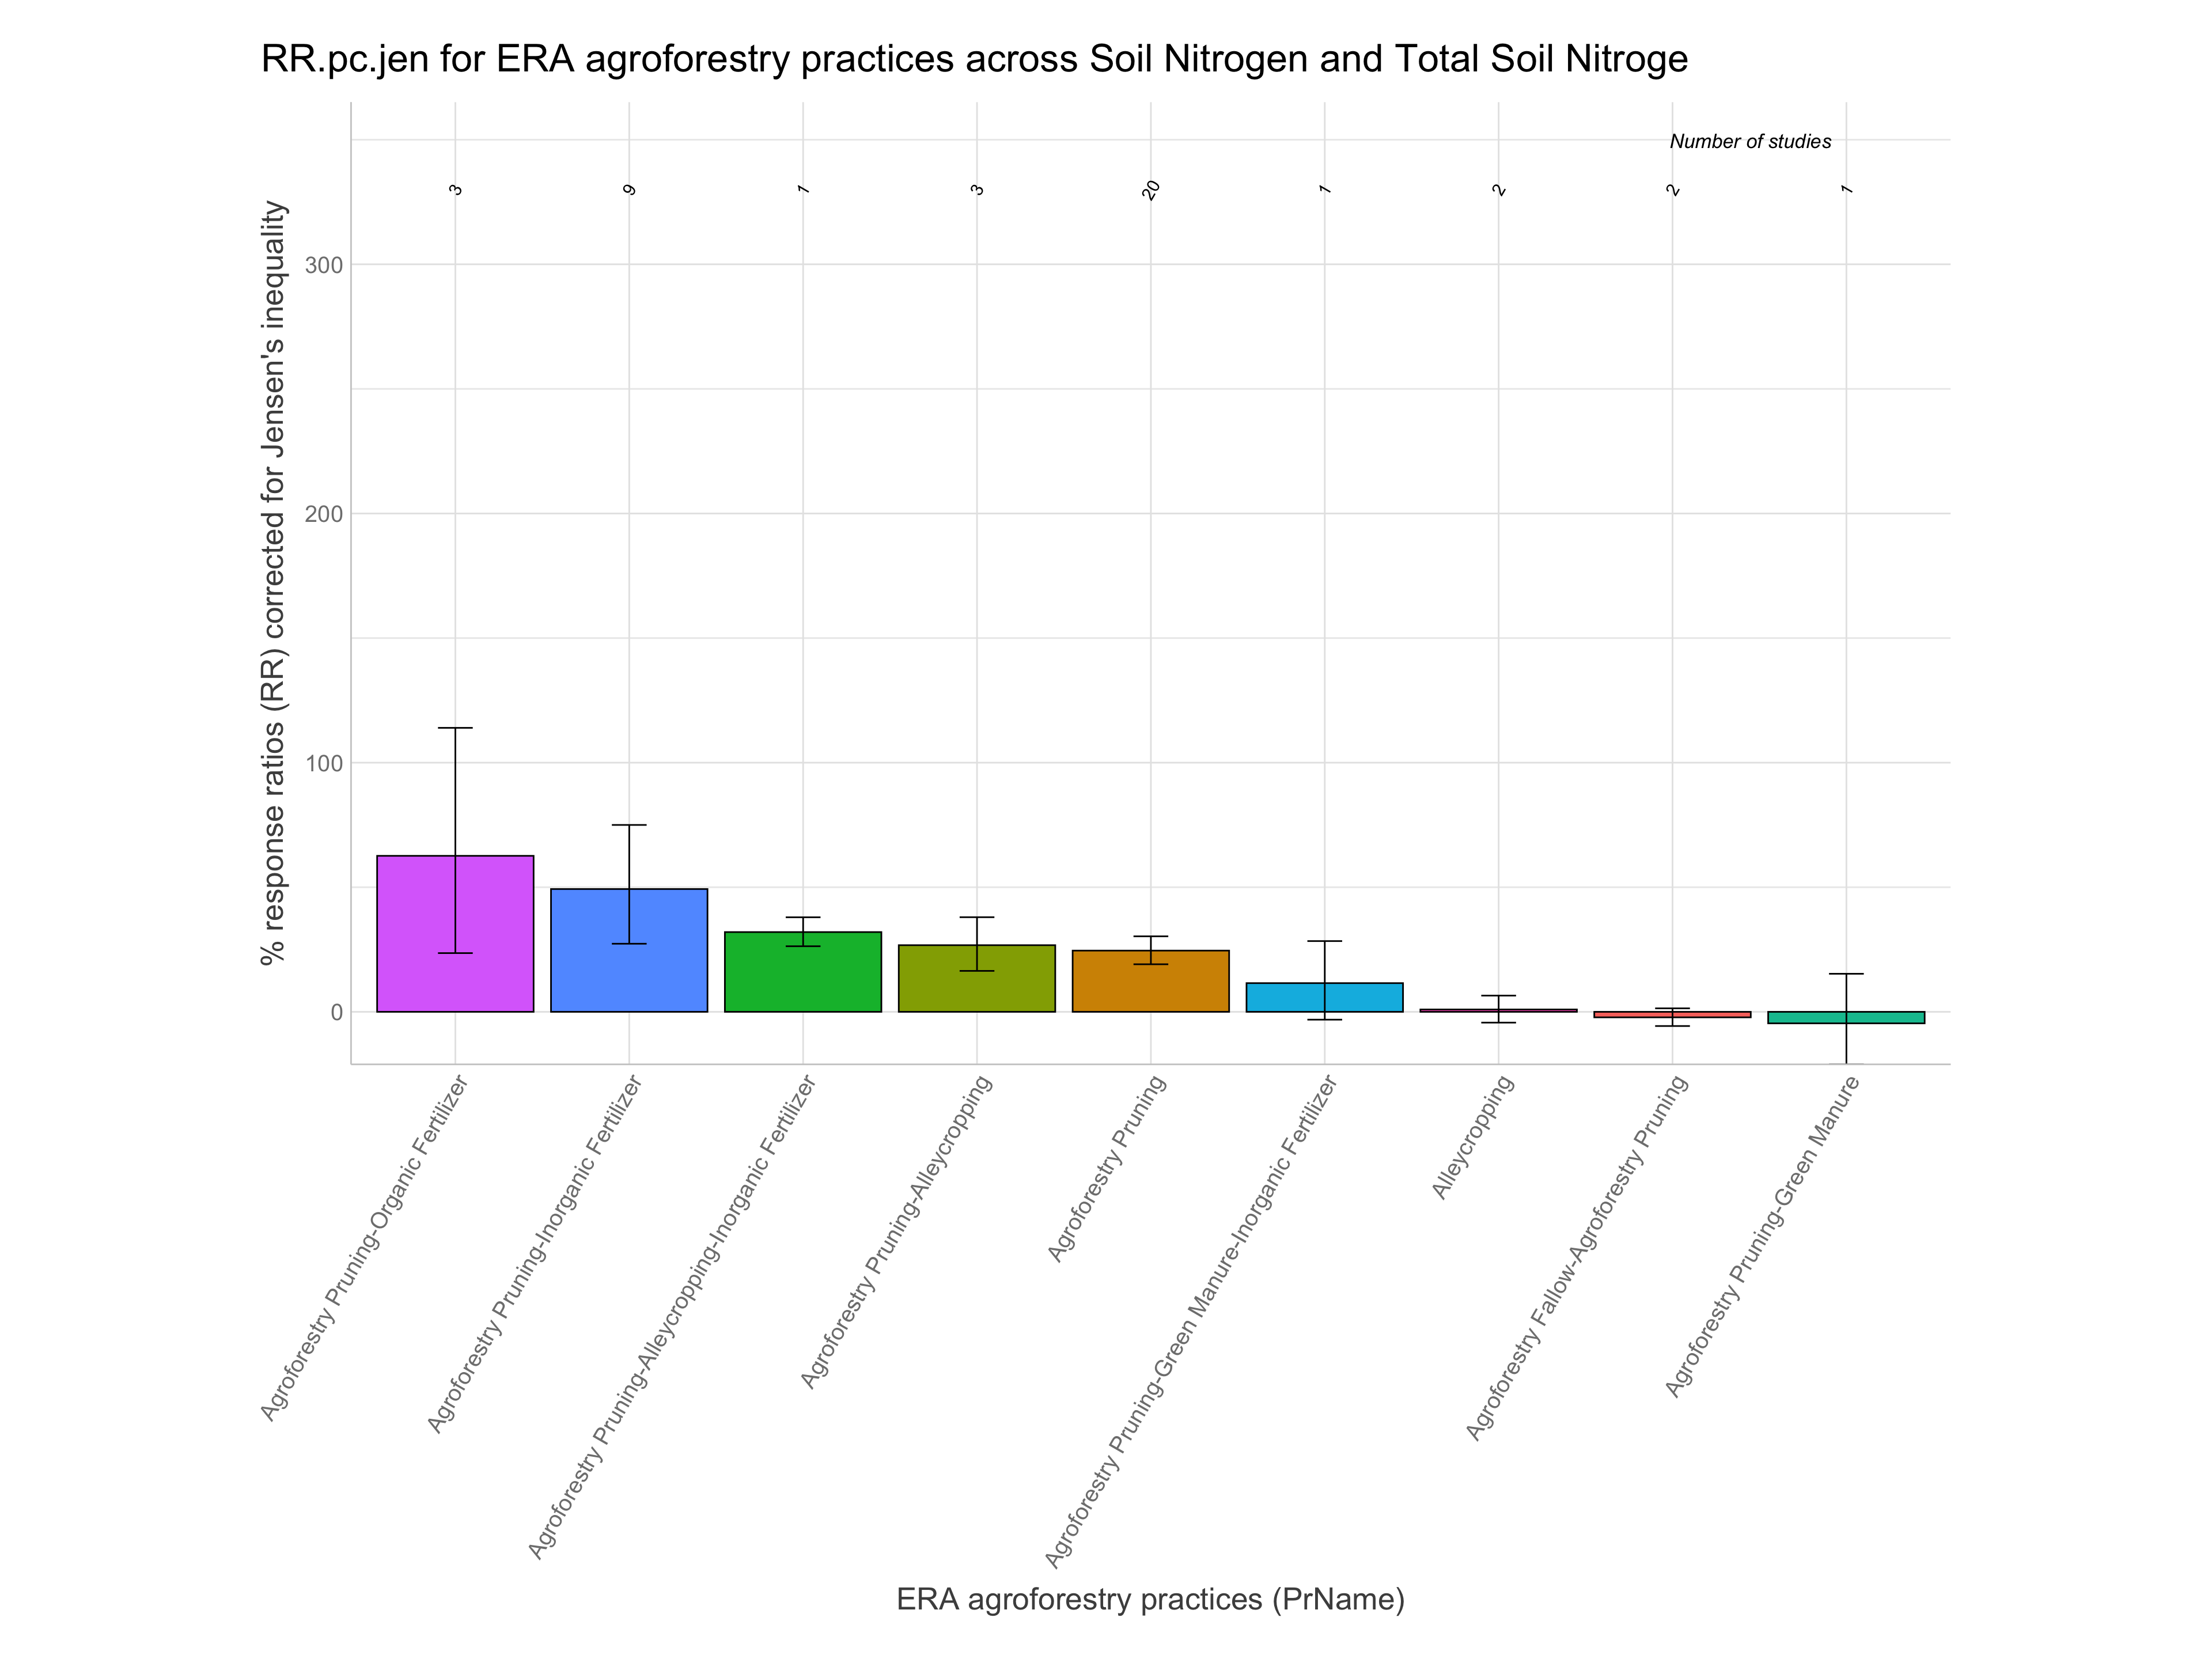 RR.pc.jen for ERA agroforestry practices across Soil Nitrogen and Total Soil Nitroge
Number of studies
3
9
1
3
20
1
2
2
1
% response ratios (RR) corrected for Jensen's inequality
300
200
100
0
Agroforestry Pruning-Organic Fertilizer
Agroforestry Pruning-Inorganic Fertilizer
Agroforestry Pruning-Alleycropping-Inorganic Fertilizer
Agroforestry Pruning-Alleycropping
Agroforestry Pruning
Agroforestry Pruning-Green Manure-Inorganic Fertilizer
Alleycropping
Agroforestry Fallow-Agroforestry Pruning
Agroforestry Pruning-Green Manure
ERA agroforestry practices (PrName)